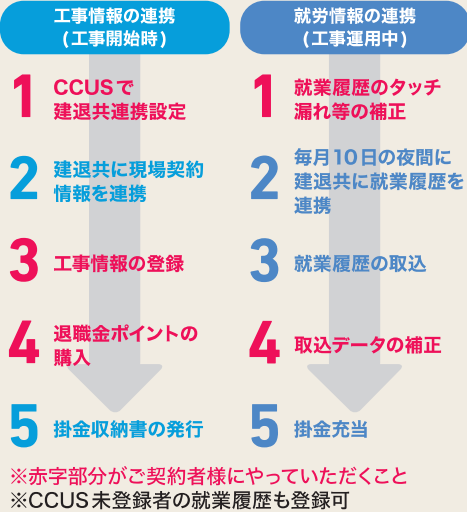 工事情報の連携
(工事開始時)
1 CCUSで
建退共連携設定
2 建退共に現場契約
情報を連携
3 工事情報の登録
4 退職金ポイントの
購入
5 掛金収納書の発行
就労情報の連携
(工事運用中)
1 就業履歴のタッチ
漏れ等の補正
2 毎月10日の夜間に
建退共に就業履歴を
連携
3 就業履歴の取込
4 取込データの補正
5 掛金充当
※赤字部分がご契約者様にやっていただくこと
※CCUS未登録者の就業履歴も登録可